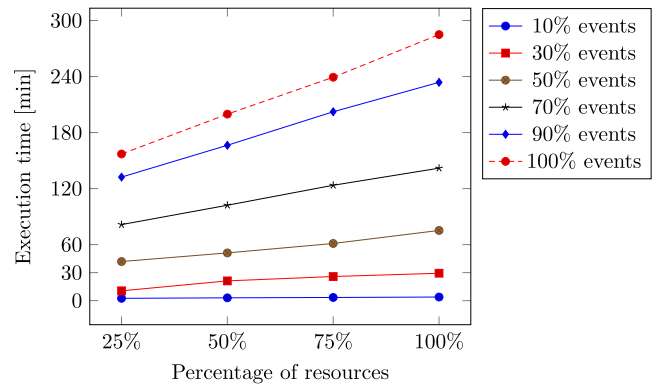 300
240
180
120
60
30
0
Execution time [min]
25%
50%
75%
100%
Percentage of resources
10% events
30% events
50% events
70% events
90% events
100% events